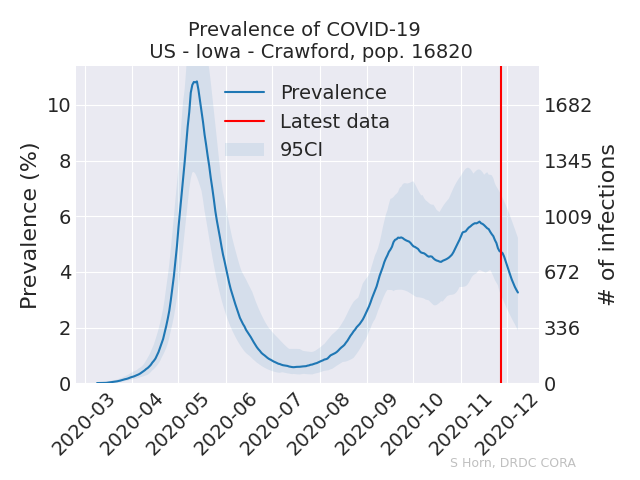 Prevalence of COVID-19
US - Iowa - Crawford, pop. 16820
Prevalence
Latest data
95CI
Prevalence (%)
10
8
6
4
2
0
# of infections
1682
1345
1009
672
336
0
2020-03
2020-04
2020-05
2020-06
2020-07
2020-08
2020-09
2020-10
2020-11
2020-12
S Horn, DRDC CORA